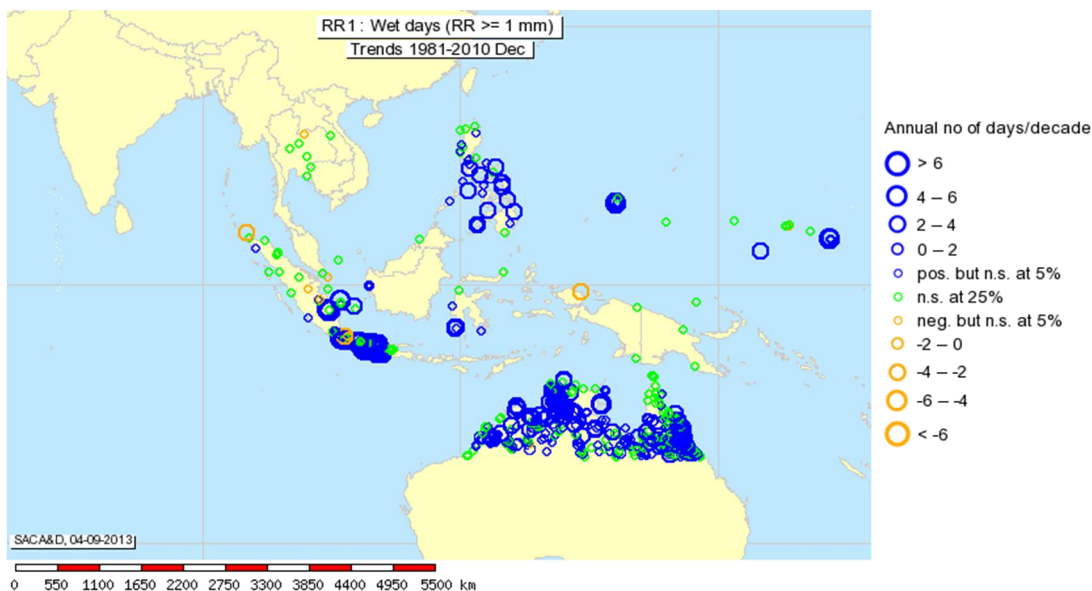 RR1 : Wet days (RR >= 1 mm)
Trends 1981-2010 Dec
Annual no of days/decade
> 6
4 – 6
2 – 4
0 – 2
pos. but n.s. at 5%
n.s. at 25%
neg. but n.s. at 5%
-2 – 0
-4 – -2
-6 – -4
< -6
SACA&D, 04-09-2013
0 550 1100 1650 2200 2750 3300 3850 4400 4950 5500 km